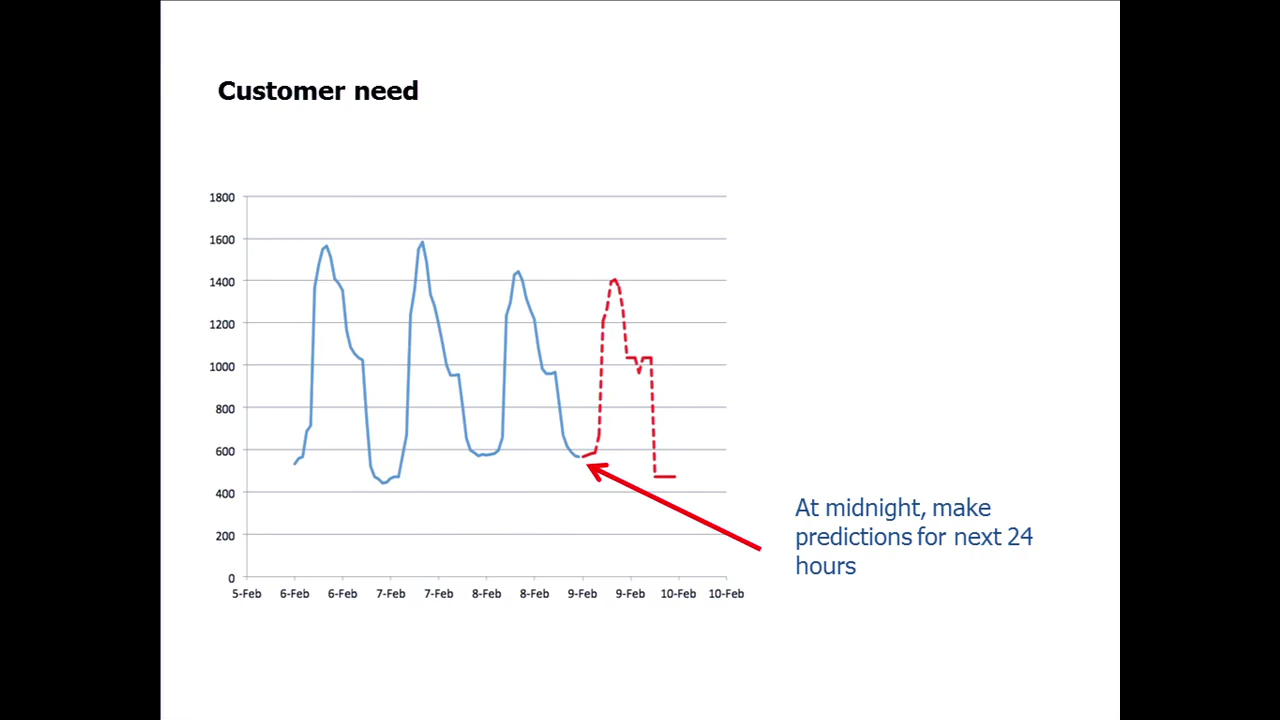 Customer need
1800
1600
1400
1200
1000
800
600
400
200
0
5-Feb 6-Feb 6-Feb 7-Feb 7-Feb 8-Feb 8-Feb 9-Feb 9-Feb 10-Feb 10-Feb
At midnight, make
predictions for next 24
hours